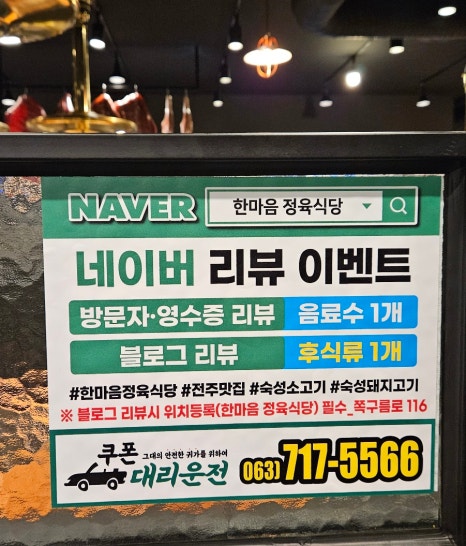 NAVER 한마음 정육식당
네이버 리뷰 이벤트
방문자·영수증 리뷰 음료수 1개
블로그 리뷰 후식류 1개
#한마음정육식당 #전주맛집 #숙성소고기 #숙성돼지고기
※ 블로그 리뷰시 위치등록(한마음 정육식당) 필수_쪽구름로 116
쿠폰 그대의 안전한 귀가를 위하여
대리운전 063)717-5566